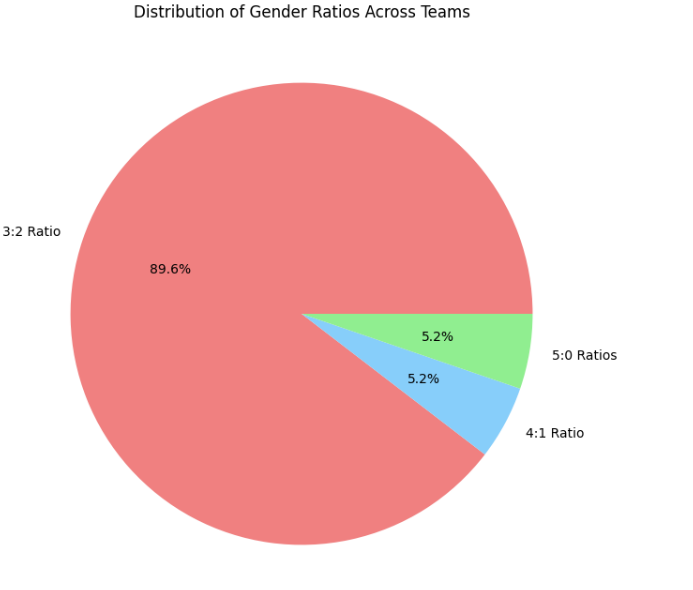 Distribution of Gender Ratios Across Teams
3:2 Ratio
89.6%
5.2%
5:0 Ratios
5.2%
4:1 Ratio